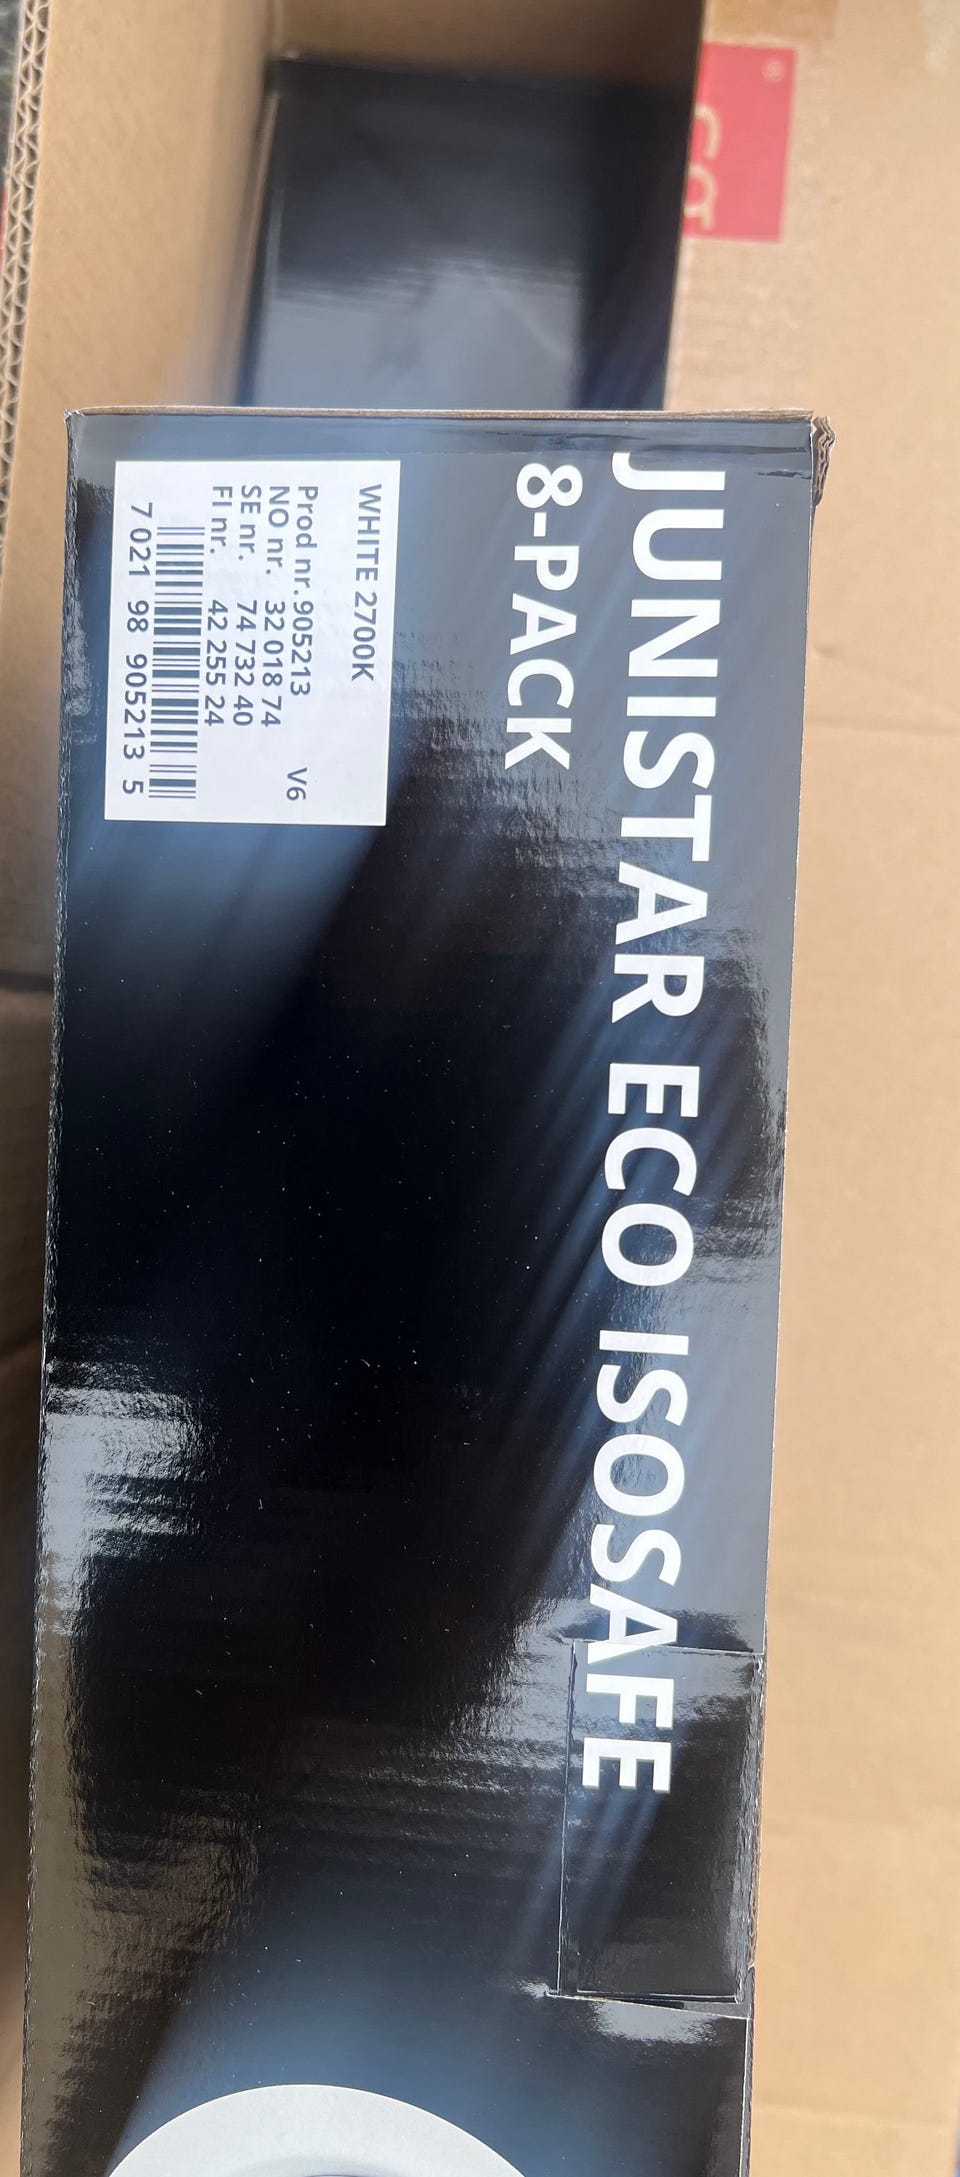 JUNISTAR ECO ISOSAFE
8-PACK
WHITE 2700K
Prod nr. 905213 V6
NO nr. 32 018 74
SE nr. 74 732 40
FI nr. 42 255 24
7 021 98 905213 5